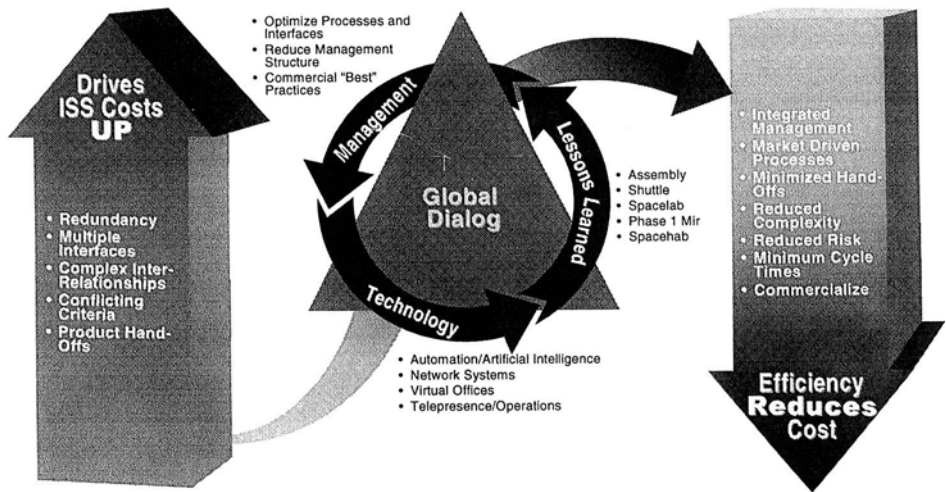 Drives
ISS Costs
UP
• Redundancy
• Multiple
Interfaces
• Complex Inter-
Relationships
• Conflicting
Criteria
• Product Hand-
Offs
• Optimize Processes and
Interfaces
• Reduce Management
Structure
• Commercial "Best"
Practices
Management
Global
Dialog
Lessons Learned
Technology
• Assembly
• Shuttle
• Spacelab
• Phase 1 Mir
• Spacehab
• Automation/Artificial Intelligence
• Network Systems
• Virtual Offices
• Telepresence/Operations
• Integrated
Management
• Market Driven
Processes
• Minimized Hand-
Offs
• Reduced
Complexity
• Reduced Risk
• Minimum Cycle
Times
• Commercialize
Efficiency
Reduces
Cost